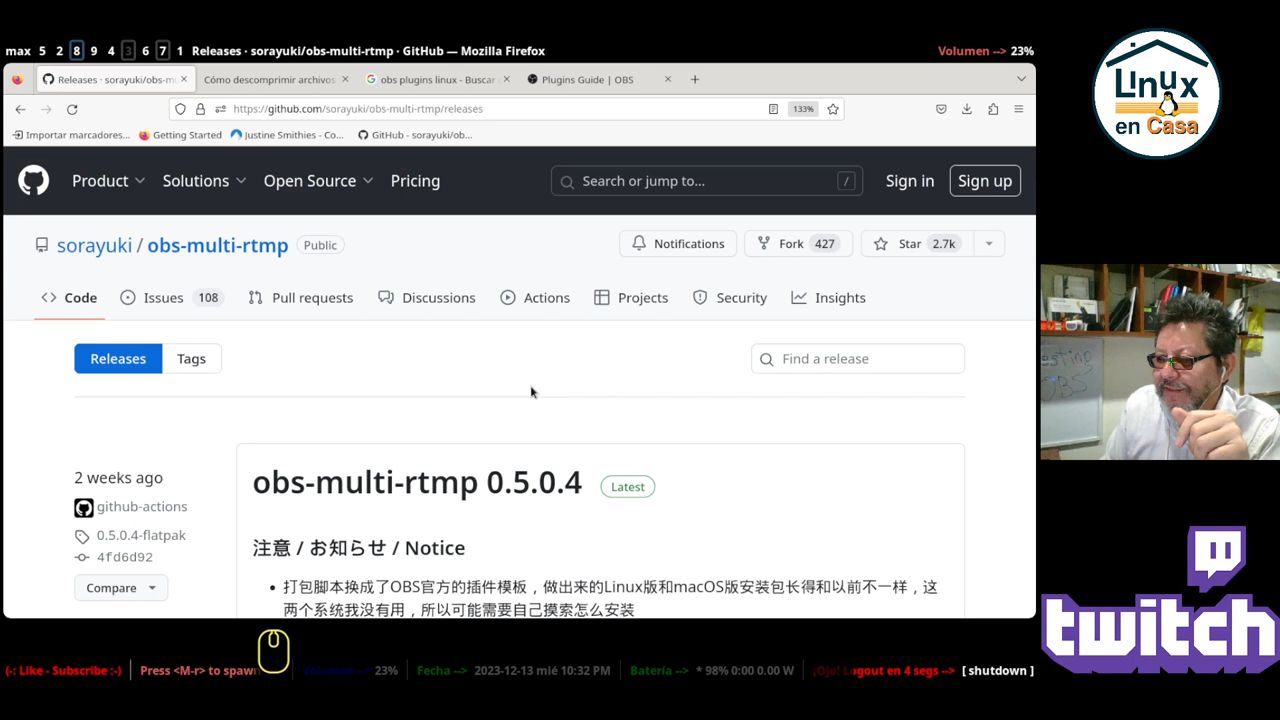 max 5 2 8 9 4 3 6 7 1 Releases · sorayuki/obs-multi-rtmp · GitHub — Mozilla Firefox
Volumen --> 23%
Releases · sorayuki/obs-m
Cómo descomprimir archivos
obs plugins linux - Buscar
Plugins Guide | OBS
https://github.com/sorayuki/obs-multi-rtmp/releases
133%
Importar marcadores...
Getting Started
Justine Smithies - Co...
GitHub - sorayuki/ob...
Product
Solutions
Open Source
Pricing
Search or jump to...
/
Sign in
Sign up
sorayuki / obs-multi-rtmp
Public
Notifications
Fork 427
Star 2.7k
Code
Issues 108
Pull requests
Discussions
Actions
Projects
Security
Insights
Releases
Tags
Find a release
2 weeks ago
github-actions
0.5.0.4-flatpak
4fd6d92
Compare
obs-multi-rtmp 0.5.0.4
Latest
注意 / お知らせ / Notice
• 打包脚本换成了OBS官方的插件模板，做出来的Linux版和macOS版安装包长得和以前不一样，这
两个系统我没有用，所以可能需要自己摸索怎么安装
(-: Like - Subscribe :-)
Press <M-r> to spawn
Volumen --> 23%
Fecha --> 2023-12-13 mié 10:32 PM
Batería --> * 98% 0:00 0.00 W
¡Ojo! Logout en 4 segs -->
[ shutdown ]
LInux
en Casa
esting
OBS
twitch